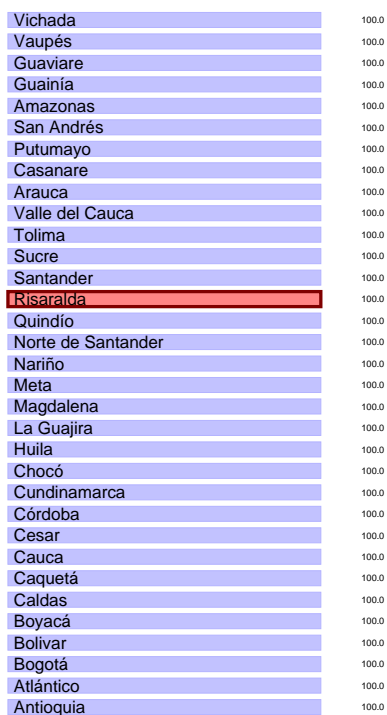 Vichada 100.0
Vaupés 100.0
Guaviare 100.0
Guainía 100.0
Amazonas 100.0
San Andrés 100.0
Putumayo 100.0
Casanare 100.0
Arauca 100.0
Valle del Cauca 100.0
Tolima 100.0
Sucre 100.0
Santander 100.0
Risaralda 100.0
Quindío 100.0
Norte de Santander 100.0
Nariño 100.0
Meta 100.0
Magdalena 100.0
La Guajira 100.0
Huila 100.0
Chocó 100.0
Cundinamarca 100.0
Córdoba 100.0
Cesar 100.0
Cauca 100.0
Caquetá 100.0
Caldas 100.0
Boyacá 100.0
Bolivar 100.0
Bogotá 100.0
Atlántico 100.0
Antioquia 100.0